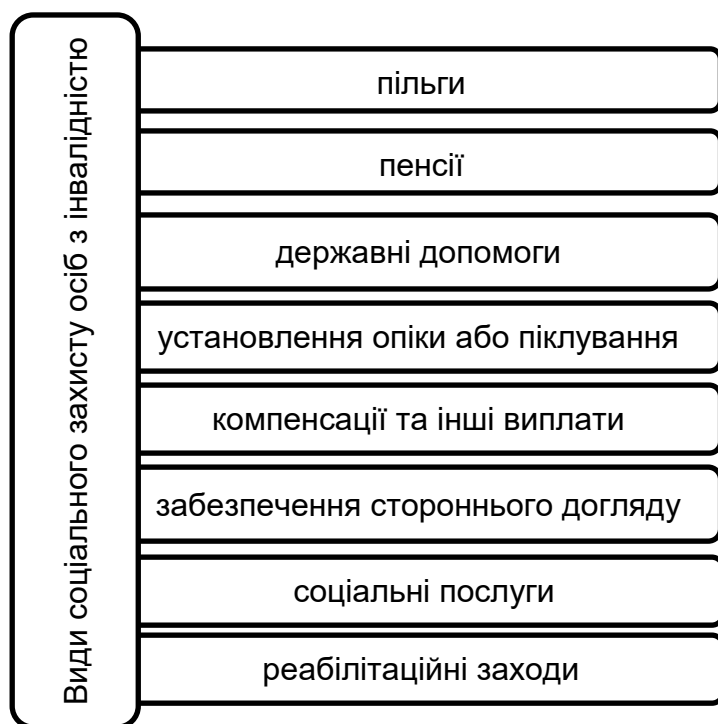 Види соціального захисту осіб з інвалідністю
пільги
пенсії
державні допомоги
установлення опіки або піклування
компенсації та інші виплати
забезпечення стороннього догляду
соціальні послуги
реабілітаційні заходи